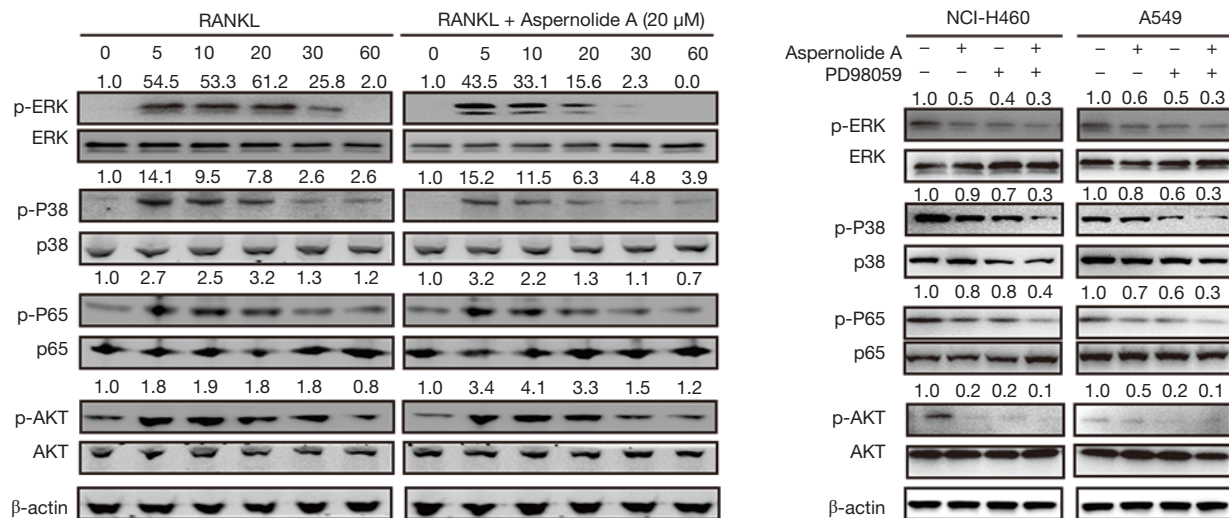 RANKL
RANKL + Aspernolide A (20 μM)
0 5 10 20 30 60 0 5 10 20 30 60
1.0 54.5 53.3 61.2 25.8 2.0 1.0 43.5 33.1 15.6 2.3 0.0
p-ERK
ERK
1.0 14.1 9.5 7.8 2.6 2.6 1.0 15.2 11.5 6.3 4.8 3.9
p-P38
p38
1.0 2.7 2.5 3.2 1.3 1.2 1.0 3.2 2.2 1.3 1.1 0.7
p-P65
p65
1.0 1.8 1.9 1.8 1.8 0.8 1.0 3.4 4.1 3.3 1.5 1.2
p-AKT
AKT
β-actin
NCI-H460 A549
Aspernolide A – + – + – + – +
PD98059 – – + + – – + +
1.0 0.5 0.4 0.3 1.0 0.6 0.5 0.3
p-ERK
ERK
1.0 0.9 0.7 0.3 1.0 0.8 0.6 0.3
p-P38
p38
1.0 0.8 0.8 0.4 1.0 0.7 0.6 0.3
p-P65
p65
1.0 0.2 0.2 0.1 1.0 0.5 0.2 0.1
p-AKT
AKT
β-actin